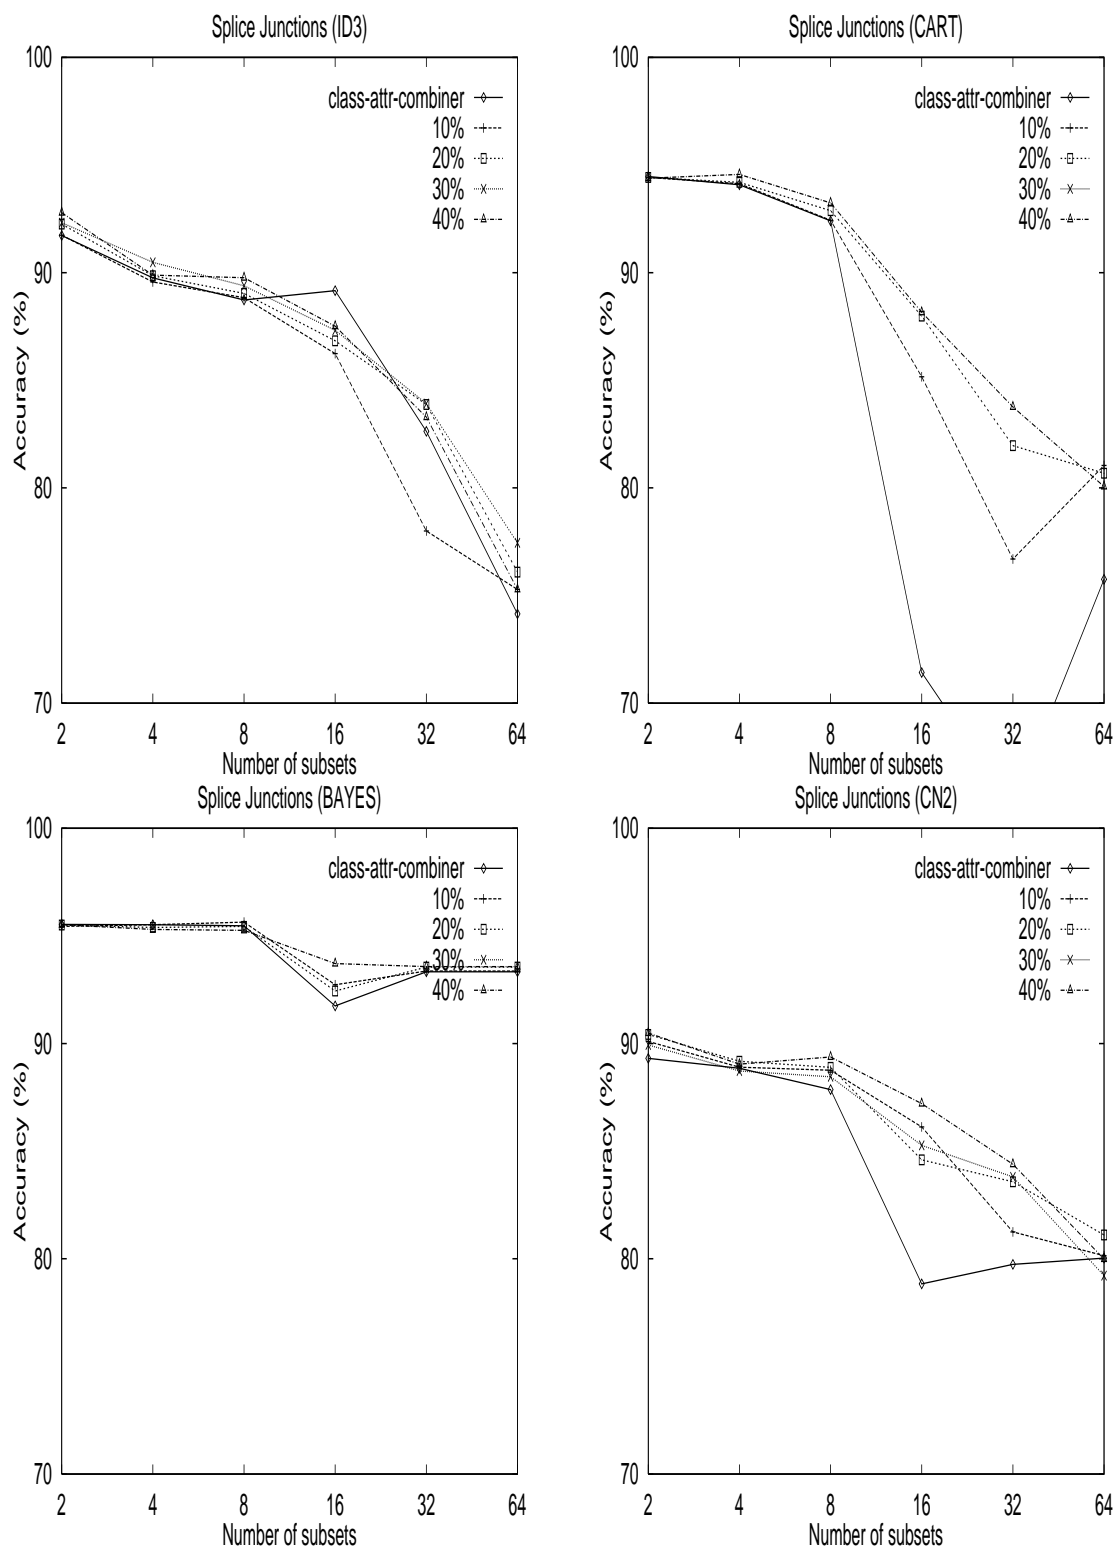 Splice Junctions (ID3)
100
90
80
70
Accuracy (%)
class-attr-combiner
10%
20%
30%
40%
2 4 8 16 32 64
Number of subsets
Splice Junctions (CART)
100
90
80
70
Accuracy (%)
class-attr-combiner
10%
20%
30%
40%
2 4 8 16 32 64
Number of subsets
Splice Junctions (BAYES)
100
90
80
70
Accuracy (%)
class-attr-combiner
10%
20%
30%
40%
2 4 8 16 32 64
Number of subsets
Splice Junctions (CN2)
100
90
80
70
Accuracy (%)
class-attr-combiner
10%
20%
30%
40%
2 4 8 16 32 64
Number of subsets